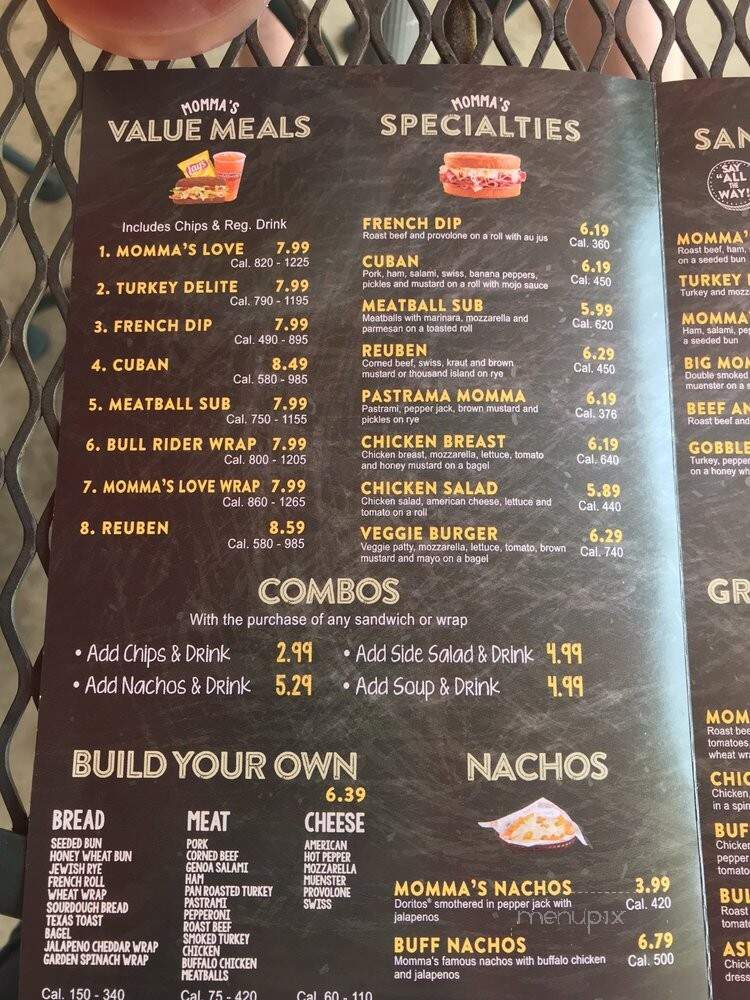 MOMMA'S
VALUE MEALS
Lay's
Includes Chips & Reg. Drink
1. MOMMA'S LOVE 7.99
Cal. 820 - 1225
2. TURKEY DELITE 7.99
Cal. 790 - 1195
3. FRENCH DIP 7.99
Cal. 490 - 895
4. CUBAN 8.49
Cal. 580 - 985
5. MEATBALL SUB 7.99
Cal. 750 - 1155
6. BULL RIDER WRAP 7.99
Cal. 800 - 1205
7. MOMMA'S LOVE WRAP 7.99
Cal. 860 - 1265
8. REUBEN 8.59
Cal. 580 - 985
MOMMA'S
SPECIALTIES
FRENCH DIP 6.19
Roast beef and provolone on a roll with au jus Cal. 360
CUBAN 6.19
Pork, ham, salami, swiss, banana peppers, Cal. 450
pickles and mustard on a roll with mojo sauce
MEATBALL SUB 5.99
Meatballs with marinara, mozzarella and Cal. 620
parmesan on a toasted roll
REUBEN 6.29
Corned beef, swiss, kraut and brown Cal. 450
mustard or thousand island on rye
PASTRAMA MOMMA 6.19
Pastrami, pepper jack, brown mustard and Cal. 376
pickles on rye
CHICKEN BREAST 6.19
Chicken breast, mozzarella, lettuce, tomato Cal. 640
and honey mustard on a bagel
CHICKEN SALAD 5.89
Chicken salad, american cheese, lettuce and Cal. 440
tomato on a roll
VEGGIE BURGER 6.29
Veggie patty, mozzarella, lettuce, tomato, brown Cal. 740
mustard and mayo on a bagel
COMBOS
With the purchase of any sandwich or wrap
• Add Chips & Drink 2.99 • Add Side Salad & Drink 4.99
• Add Nachos & Drink 5.29 • Add Soup & Drink 4.99
BUILD YOUR OWN
6.39
BREAD
SEEDED BUN
HONEY WHEAT BUN
JEWISH RYE
FRENCH ROLL
WHEAT WRAP
SOURDOUGH BREAD
TEXAS TOAST
BAGEL
JALAPENO CHEDDAR WRAP
GARDEN SPINACH WRAP
Cal. 150 - 340
MEAT
PORK
CORNED BEEF
GENOA SALAMI
HAM
PAN ROASTED TURKEY
PASTRAMI
PEPPERONI
ROAST BEEF
SMOKED TURKEY
CHICKEN
BUFFALO CHICKEN
MEATBALLS
Cal. 75 - 420
CHEESE
AMERICAN
HOT PEPPER
MOZZARELLA
MUENSTER
PROVOLONE
SWISS
Cal. 60 - 110
NACHOS
MOMMA'S NACHOS 3.99
Doritos® smothered in pepper jack with Cal. 420
jalapenos
menupix
BUFF NACHOS 6.79
Momma's famous nachos with buffalo chicken Cal. 500
and jalapenos
SAN
SAY
"ALL
THE
WAY!
MOMMA'
Roast beef, ham,
on a seeded bun
TURKEY
Turkey and mozz
MOMMA
Ham, salami, pe
a seeded bun
BIG MOM
Double smoked
muenster on a
BEEF AN
Roast beef and
GOBBLE
Turkey, pepper
on a honey wh
GR
MOM
Roast bee
tomatoes,
wheat wr
CHIC
Chicken,
in a spin
BUF
Chicken
pepper
tomato
BUL
Roast
tomat
ASI
Chick
dress